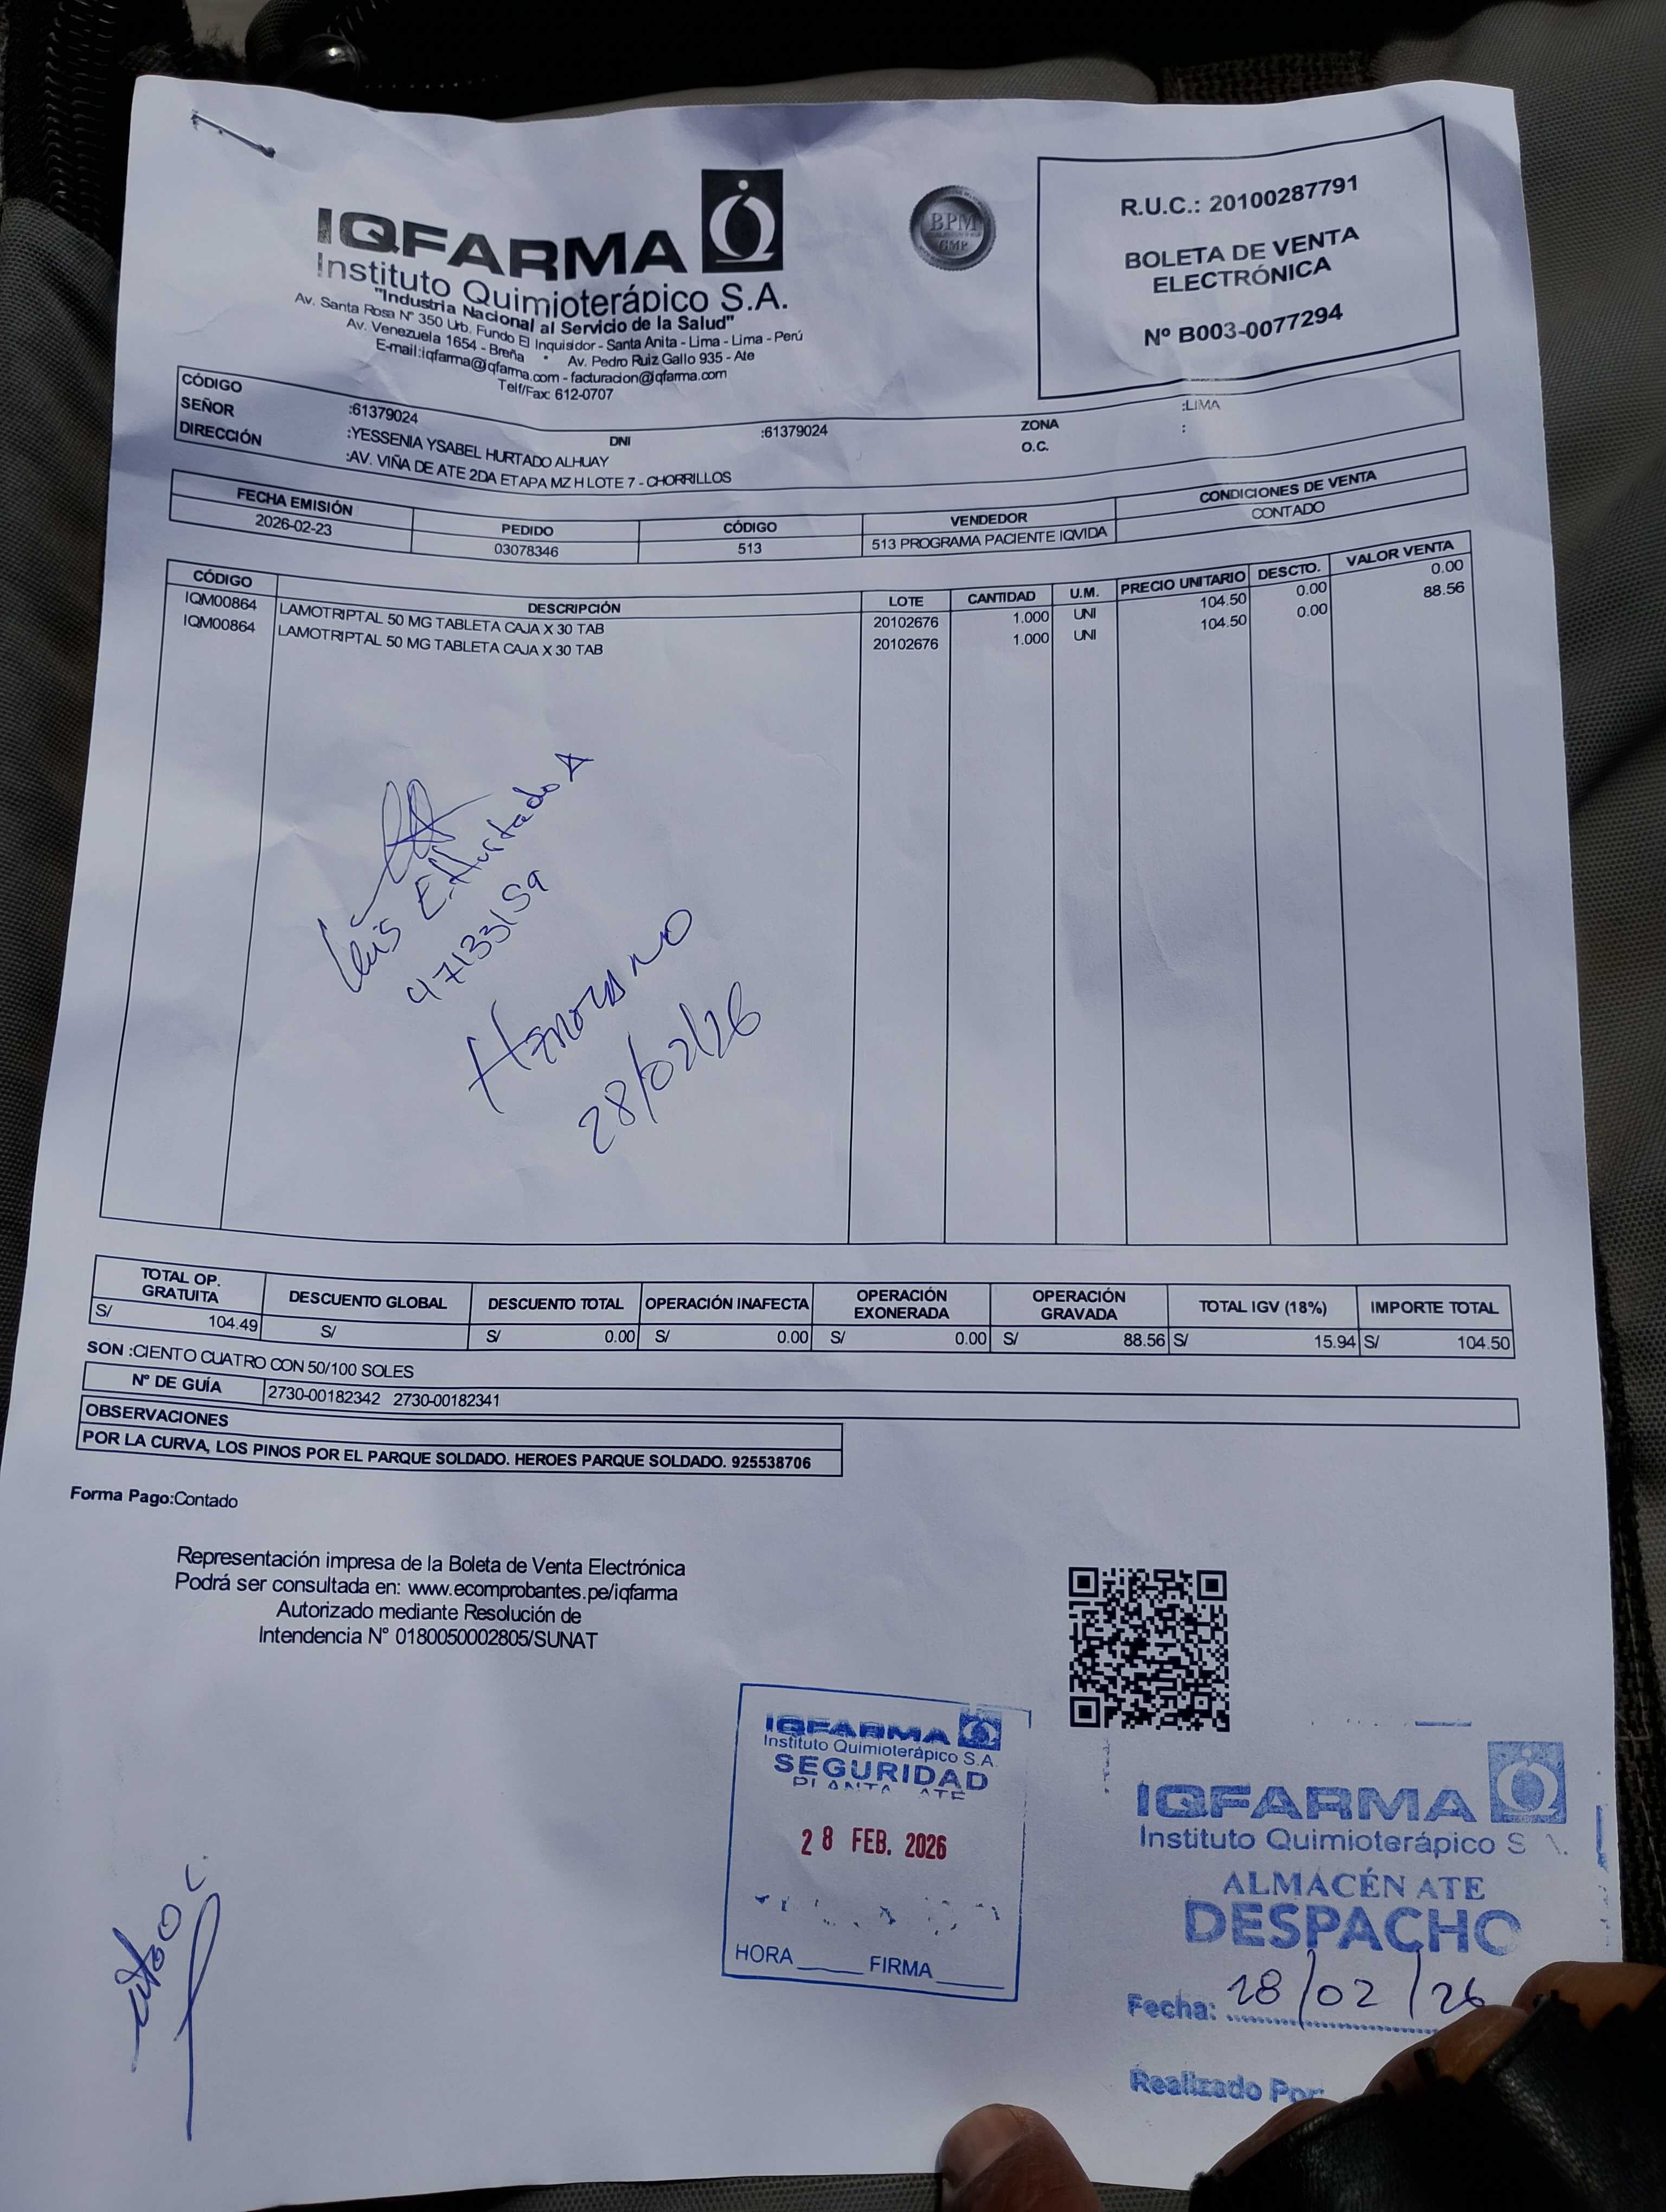 IQFARMA
Instituto Quimioterápico S.A.
"Industria Nacional al Servicio de la Salud"
Av. Santa Rosa N° 350 Urb. Fundo El Inquisidor - Santa Anita - Lima - Lima - Perú
Av. Venezuela 1654 - Breña • Av. Pedro Ruiz Gallo 935 - Ate
E-mail:iqfarma@iqfarma.com - facturacion@iqfarma.com
Telf/Fax: 612-0707
BPM
GMP
R.U.C.: 20100287791
BOLETA DE VENTA
ELECTRÓNICA
Nº B003-0077294
CÓDIGO :61379024 DNI :61379024 ZONA :LIMA
SEÑOR :YESSENIA YSABEL HURTADO ALHUAY O.C. :
DIRECCIÓN :AV. VIÑA DE ATE 2DA ETAPA MZ H LOTE 7 - CHORRILLOS
FECHA EMISIÓN PEDIDO CÓDIGO VENDEDOR CONDICIONES DE VENTA
2026-02-23 03078346 513 513 PROGRAMA PACIENTE IQVIDA CONTADO
CÓDIGO DESCRIPCIÓN LOTE CANTIDAD U.M. PRECIO UNITARIO DESCTO. VALOR VENTA
IQM00864 LAMOTRIPTAL 50 MG TABLETA CAJA X 30 TAB 20102676 1.000 UNI 104.50 0.00 0.00
IQM00864 LAMOTRIPTAL 50 MG TABLETA CAJA X 30 TAB 20102676 1.000 UNI 104.50 0.00 88.56
Luis E. Hurtado A
47133159
Hermano
28/02/26
TOTAL OP. GRATUITA DESCUENTO GLOBAL DESCUENTO TOTAL OPERACIÓN INAFECTA OPERACIÓN EXONERADA OPERACIÓN GRAVADA TOTAL IGV (18%) IMPORTE TOTAL
S/ 104.49 S/ S/ 0.00 S/ 0.00 S/ 0.00 S/ 88.56 S/ 15.94 S/ 104.50
SON :CIENTO CUATRO CON 50/100 SOLES
N° DE GUÍA 2730-00182342 2730-00182341
OBSERVACIONES
POR LA CURVA, LOS PINOS POR EL PARQUE SOLDADO. HEROES PARQUE SOLDADO. 925538706
Forma Pago:Contado
Representación impresa de la Boleta de Venta Electrónica
Podrá ser consultada en: www.ecomprobantes.pe/iqfarma
Autorizado mediante Resolución de
Intendencia N° 0180050002805/SUNAT
IQFARMA
Instituto Quimioterápico S.A.
SEGURIDAD
PLANTA ATE
28 FEB. 2026
HORA FIRMA
IQFARMA
Instituto Quimioterápico S
ALMACÉN ATE
DESPACHO
Fecha: 28/02/26
Realizado Por: